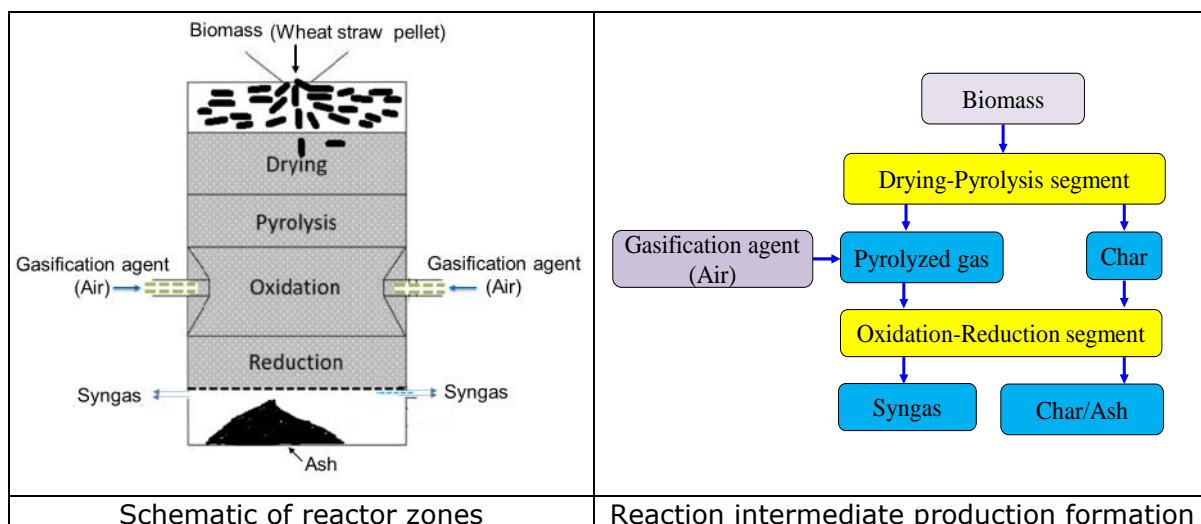 Biomass (Wheat straw pellet)
Drying
Pyrolysis
Gasification agent
(Air)
Oxidation
Gasification agent
(Air)
Reduction
Syngas
Syngas
Ash
Schematic of reactor zones
Biomass
Drying-Pyrolysis segment
Gasification agent
(Air)
Pyrolyzed gas
Char
Oxidation-Reduction segment
Syngas
Char/Ash
Reaction intermediate production formation